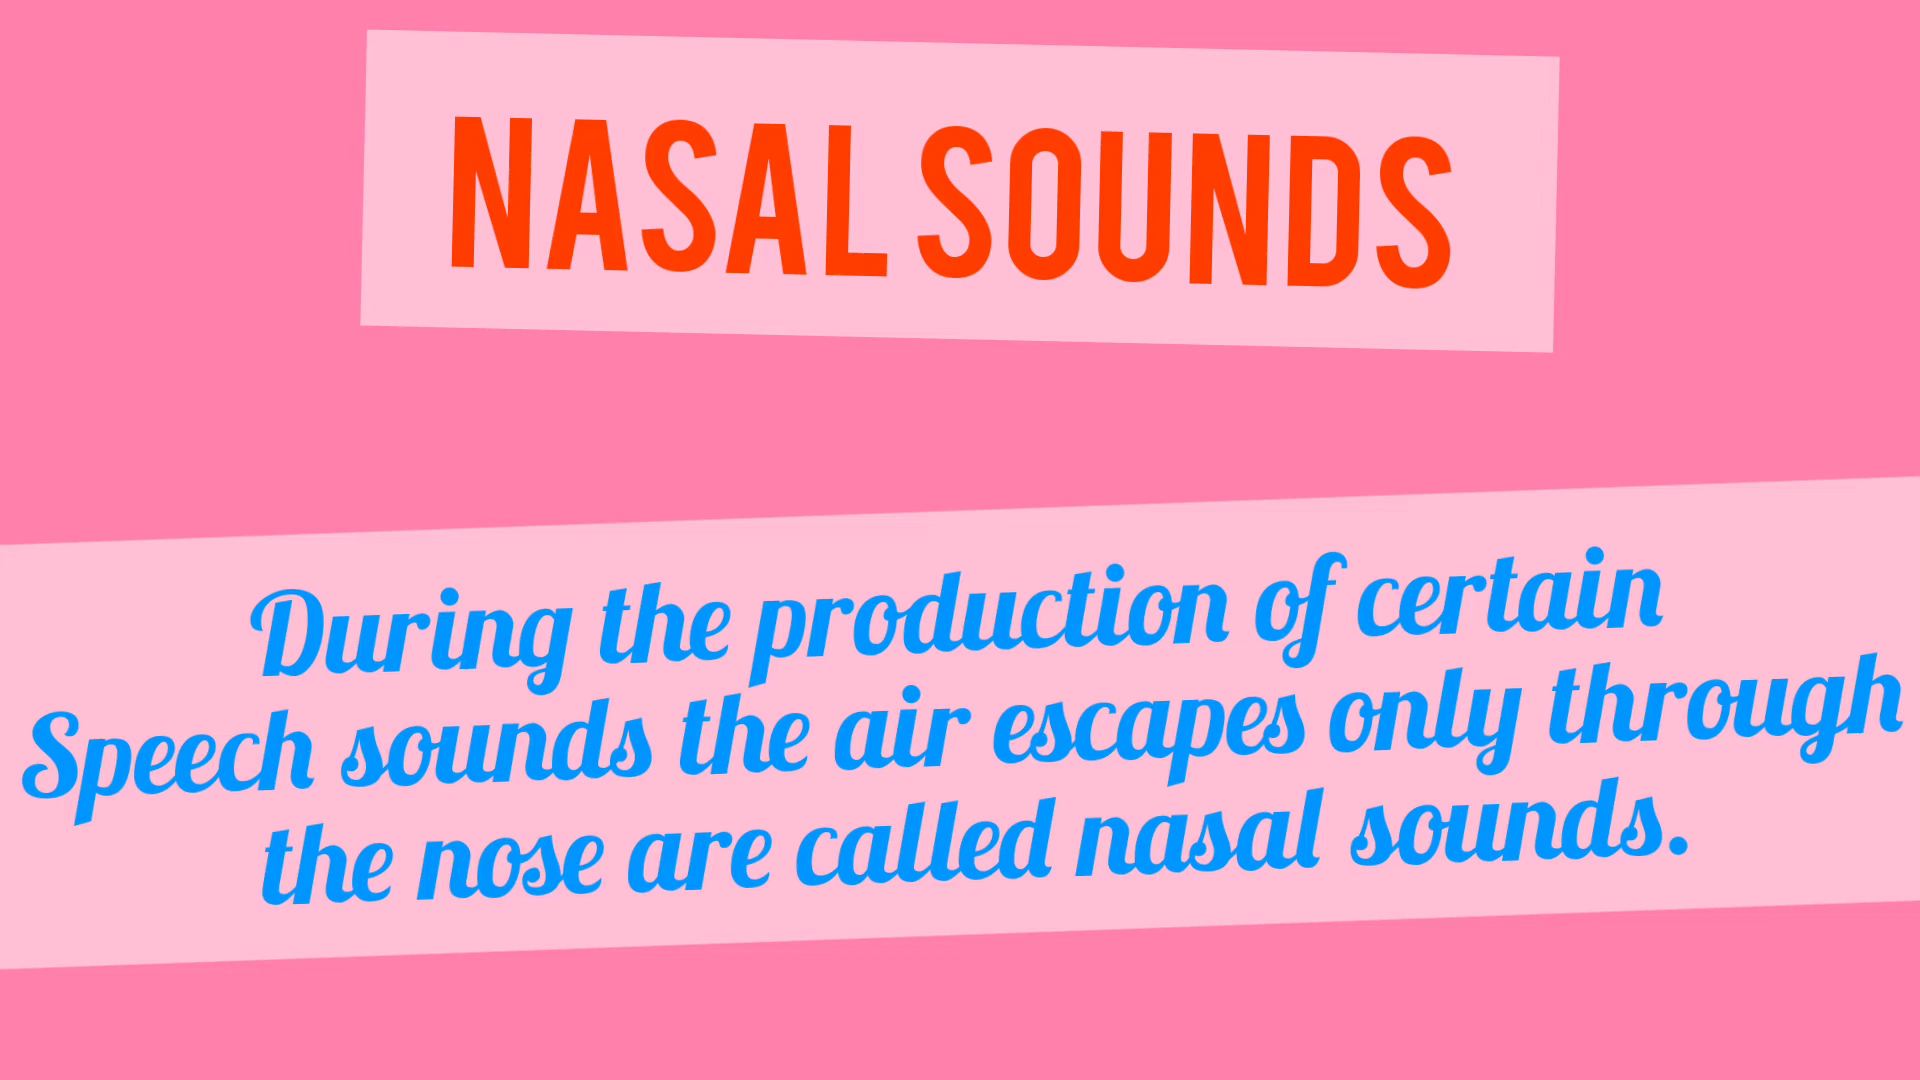 NASAL SOUNDS
During the production of certain
Speech sounds the air escapes only through
the nose are called nasal sounds.